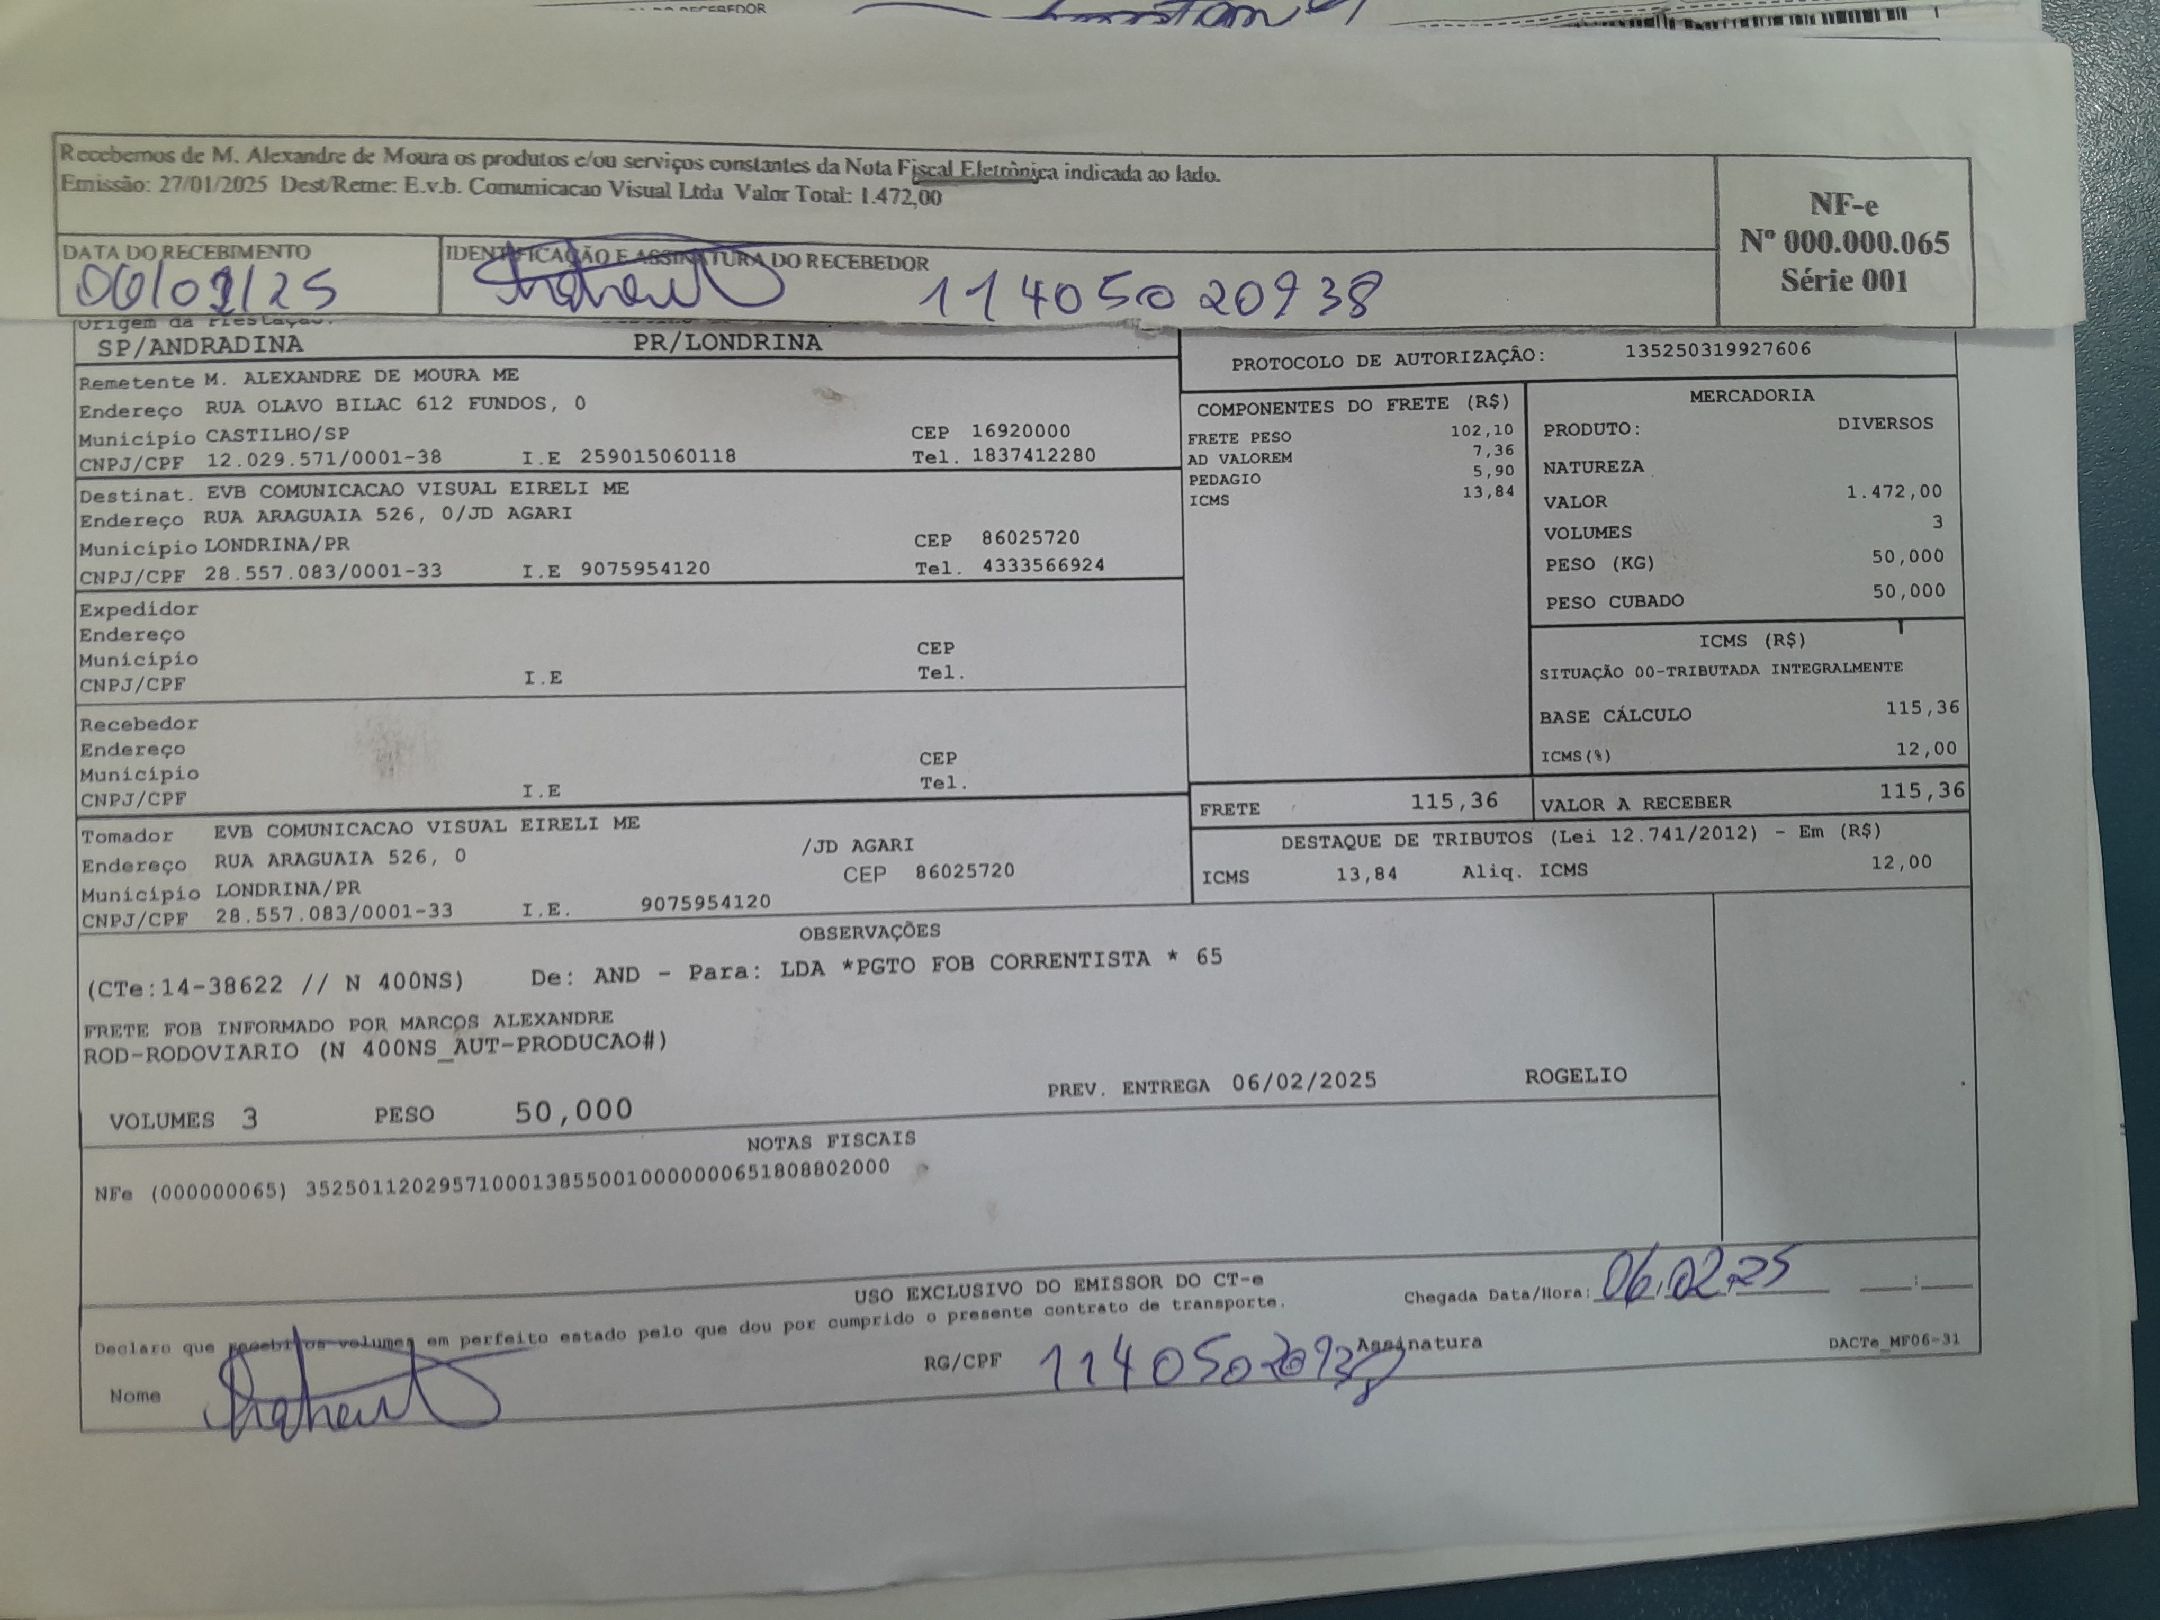 DO RECEBEDOR
Recebemos de M. Alexandre de Moura os produtos e/ou serviços constantes da Nota Fiscal Eletrônica indicada ao lado.
Emissão: 27/01/2025 Dest/Reme: E.v.b. Comunicacao Visual Ltda Valor Total: 1.472,00
NF-e
Nº 000.000.065
Série 001
DATA DO RECEBIMENTO
06/02/25
IDENTIFICAÇÃO E ASSINATURA DO RECEBEDOR
11405020938
Origem da Prestação:
SP/ANDRADINA PR/LONDRINA
PROTOCOLO DE AUTORIZAÇÃO: 135250319927606
Remetente M. ALEXANDRE DE MOURA ME
Endereço RUA OLAVO BILAC 612 FUNDOS, 0
Município CASTILHO/SP CEP 16920000
CNPJ/CPF 12.029.571/0001-38 I.E 259015060118 Tel. 1837412280
Destinat. EVB COMUNICACAO VISUAL EIRELI ME
Endereço RUA ARAGUAIA 526, 0/JD AGARI
Município LONDRINA/PR CEP 86025720
CNPJ/CPF 28.557.083/0001-33 I.E 9075954120 Tel. 4333566924
Expedidor
Endereço
Município CEP
CNPJ/CPF I.E Tel.
Recebedor
Endereço
Município CEP
CNPJ/CPF I.E Tel.
Tomador EVB COMUNICACAO VISUAL EIRELI ME
Endereço RUA ARAGUAIA 526, 0 /JD AGARI
Município LONDRINA/PR CEP 86025720
CNPJ/CPF 28.557.083/0001-33 I.E. 9075954120
COMPONENTES DO FRETE (R$)
FRETE PESO 102,10
AD VALOREM 7,36
PEDAGIO 5,90
ICMS 13,84
MERCADORIA
PRODUTO: DIVERSOS
NATUREZA
VALOR 1.472,00
VOLUMES 3
PESO (KG) 50,000
PESO CUBADO 50,000
ICMS (R$)
SITUAÇÃO 00-TRIBUTADA INTEGRALMENTE
BASE CÁLCULO 115,36
ICMS(%) 12,00
FRETE 115,36 VALOR A RECEBER 115,36
DESTAQUE DE TRIBUTOS (Lei 12.741/2012) - Em (R$)
ICMS 13,84 Aliq. ICMS 12,00
OBSERVAÇÕES
(CTe:14-38622 // N 400NS) De: AND - Para: LDA *PGTO FOB CORRENTISTA * 65
FRETE FOB INFORMADO POR MARCOS ALEXANDRE
ROD-RODOVIARIO (N 400NS_AUT-PRODUCAO#)
PREV. ENTREGA 06/02/2025 ROGELIO
VOLUMES 3 PESO 50,000
NOTAS FISCAIS
NFe (000000065) 35250112029571000138550010000000651808802000
USO EXCLUSIVO DO EMISSOR DO CT-e
Chegada Data/Hora: 06.02.25 :
Declaro que recebi os volumes em perfeito estado pelo que dou por cumprido o presente contrato de transporte.
Nome RG/CPF 11405020938 Assinatura
DACTe_MF06-31